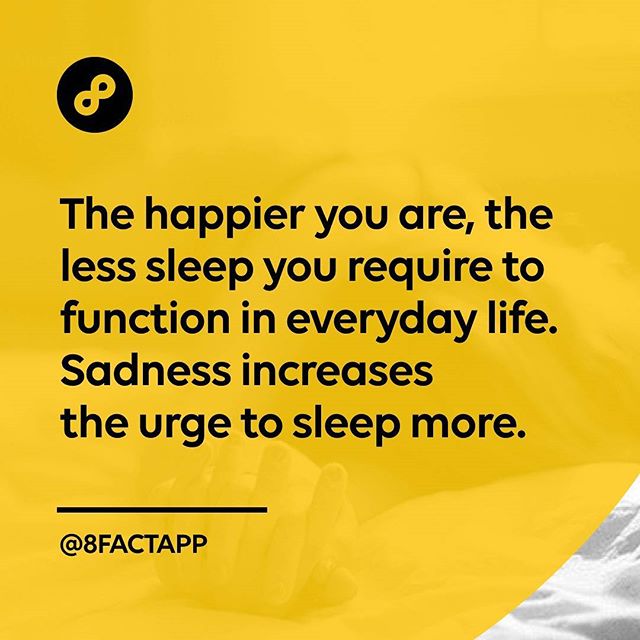 The happier you are, the
less sleep you require to
function in everyday life.
Sadness increases
the urge to sleep more.
@8FACTAPP